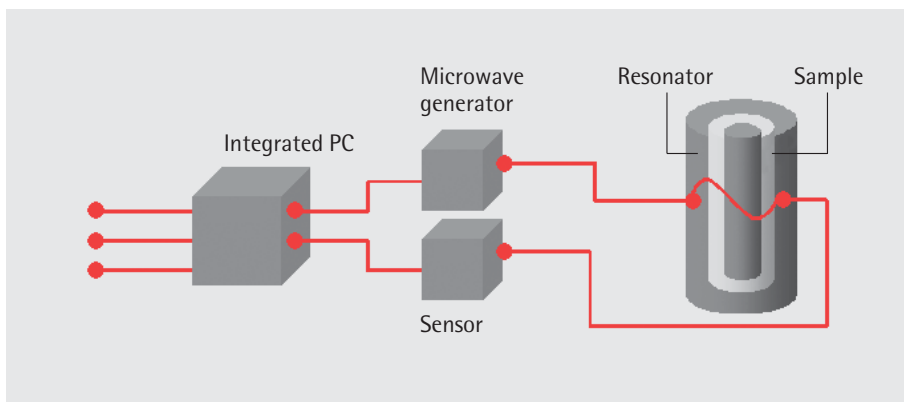 Microwave
generator
Resonator
Sample
Integrated PC
Sensor